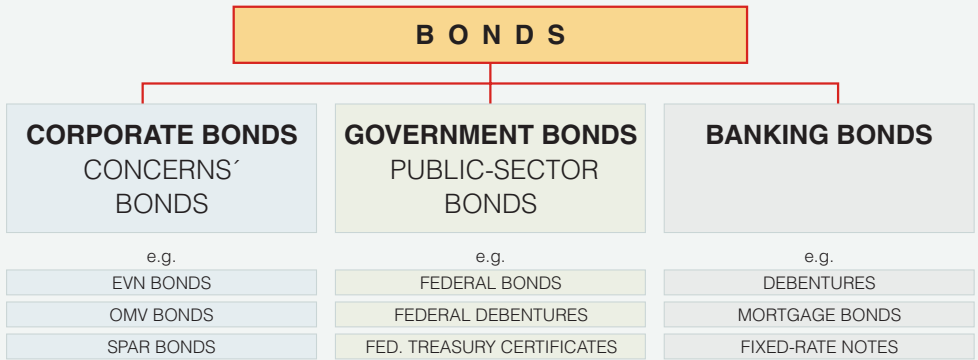 BONDS
CORPORATE BONDS
CONCERNS´
BONDS
e.g.
EVN BONDS
OMV BONDS
SPAR BONDS
GOVERNMENT BONDS
PUBLIC-SECTOR
BONDS
e.g.
FEDERAL BONDS
FEDERAL DEBENTURES
FED. TREASURY CERTIFICATES
BANKING BONDS
e.g.
DEBENTURES
MORTGAGE BONDS
FIXED-RATE NOTES